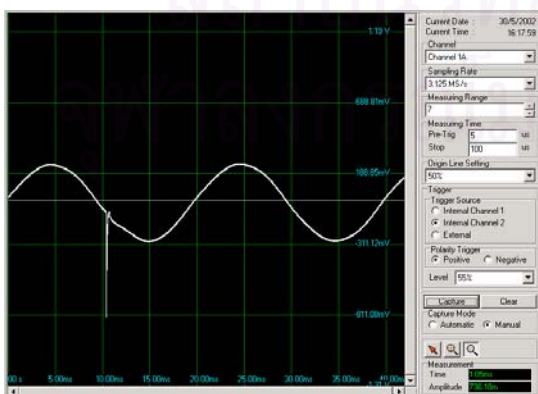 Current Date : 30/5/2002
Current Time : 16:17:59
Channel
Channel 1A
Sampling Rate
3.125 MS/s
Measuring Range
7
Measuring Time
Pre-Trig 5 us
Stop 100 us
Origin Line Setting
50%
Trigger
Trigger Source
Internal Channel 1
Internal Channel 2
External
Polarity Trigger
Positive Negative
Level 55%
Capture Clear
Capture Mode
Automatic Manual
Measurement
Time 1.05ms
Amplitude 736.18m
1.19 V
688.81mV
188.85mV
-311.12mV
-811.08mV
5.00ms 10.00ms 15.00ms 20.00ms 25.00ms 30.00ms 35.00ms